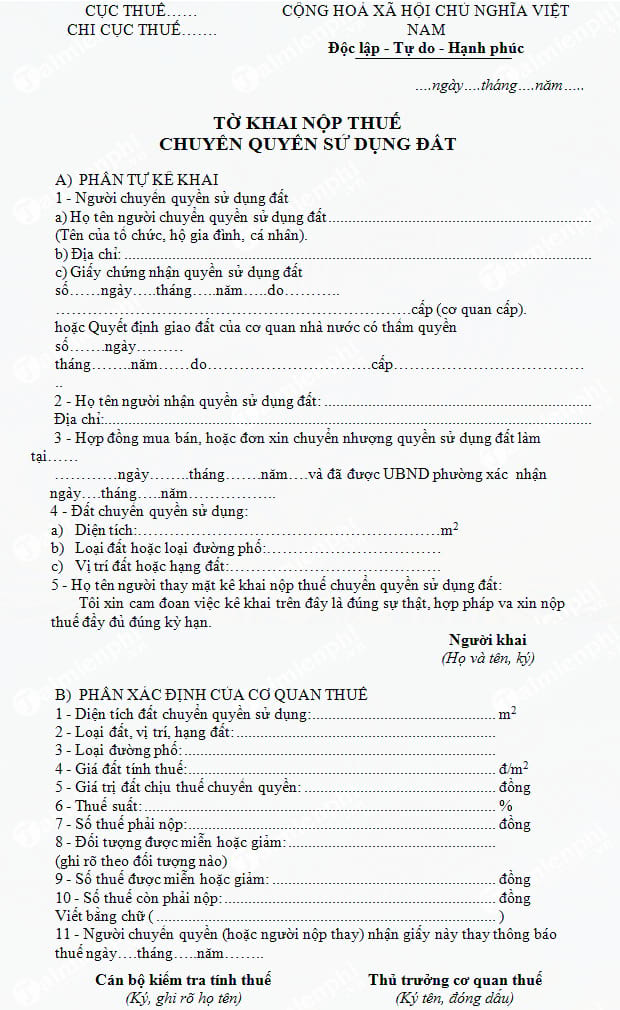 CỤC THUẾ......
CHI CỤC THUẾ…….
CỘNG HOÀ XÃ HỘI CHỦ NGHĨA VIỆT
NAM
Độc lập - Tự do - Hạnh phúc
….ngày….tháng….năm…..
TỜ KHAI NỘP THUẾ
CHUYỂN QUYỀN SỬ DỤNG ĐẤT
A) PHẦN TỰ KÊ KHAI
1 - Người chuyển quyền sử dụng đất
a) Họ tên người chuyển quyền sử dụng đất...............................................................
(Tên của tổ chức, hộ gia đình, cá nhân).
b) Địa chỉ: .............................................................................................................
c) Giấy chứng nhận quyền sử dụng đất
số……ngày….tháng….năm…..do………..
………………………………………………………cấp (cơ quan cấp).
hoặc Quyết định giao đất của cơ quan nhà nước có thẩm quyền
số…….ngày………
tháng……..năm……do……………………….cấp……………………………
..
2 - Họ tên người nhận quyền sử dụng đất: ...............................................................
Địa chỉ:....................................................................................................................
3 - Hợp đồng mua bán, hoặc đơn xin chuyển nhượng quyền sử dụng đất làm
tại……
…………ngày…….tháng…….năm….và đã được UBND phường xác nhận
ngày….tháng…..năm……………..
4 - Đất chuyển quyền sử dụng:
a) Diện tích:……………………………………………m2
b) Loại đất hoặc loại đường phố:…………………………
c) Vị trí đất hoặc hạng đất:………………………………
5 - Họ tên người thay mặt kê khai nộp thuế chuyển quyền sử dụng đất:
Tôi xin cam đoan việc kê khai trên đây là đúng sự thật, hợp pháp va xin nộp
thuế đầy đủ đúng kỳ hạn.
Người khai
(Họ và tên, ký)
B) PHẦN XÁC ĐỊNH CỦA CƠ QUAN THUẾ
1 - Diện tích đất chuyển quyền sử dụng:............................................ m2
2 - Loại đất, vị trí, hạng đất: ..............................................................
3 - Loại đường phố: ..........................................................................
4 - Giá đất tính thuế:.......................................................................... đ/m2
5 - Giá trị đất chịu thuế chuyển quyền: .............................................. đồng
6 - Thuế suất: .................................................................................... %
7 - Số thuế phải nộp:.......................................................................... đồng
8 - Đối tượng được miễn hoặc giảm:..................................................
(ghi rõ theo đối tượng nào)
9 - Số thuế được miễn hoặc giảm: ..................................................... đồng
10 - Số thuế còn phải nộp: ................................................................. đồng
Viết bằng chữ ( .................................................................................. )
11 - Người chuyển quyền (hoặc người nộp thay) nhận giấy này thay thông báo
thuế ngày….tháng…..năm……..
Cán bộ kiểm tra tính thuế
(Ký, ghi rõ họ tên)
Thủ trưởng cơ quan thuế
(Ký tên, đóng dấu)